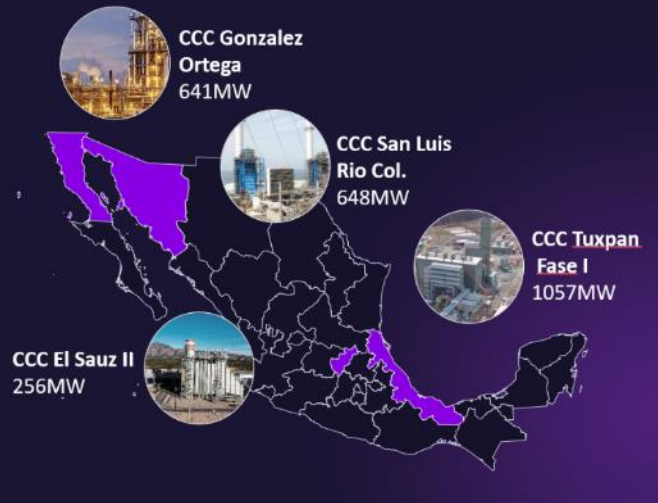 CCC Gonzalez
Ortega
641MW
CCC San Luis
Rio Col.
648MW
CCC Tuxpan
Fase I
1057MW
CCC El Sauz II
256MW